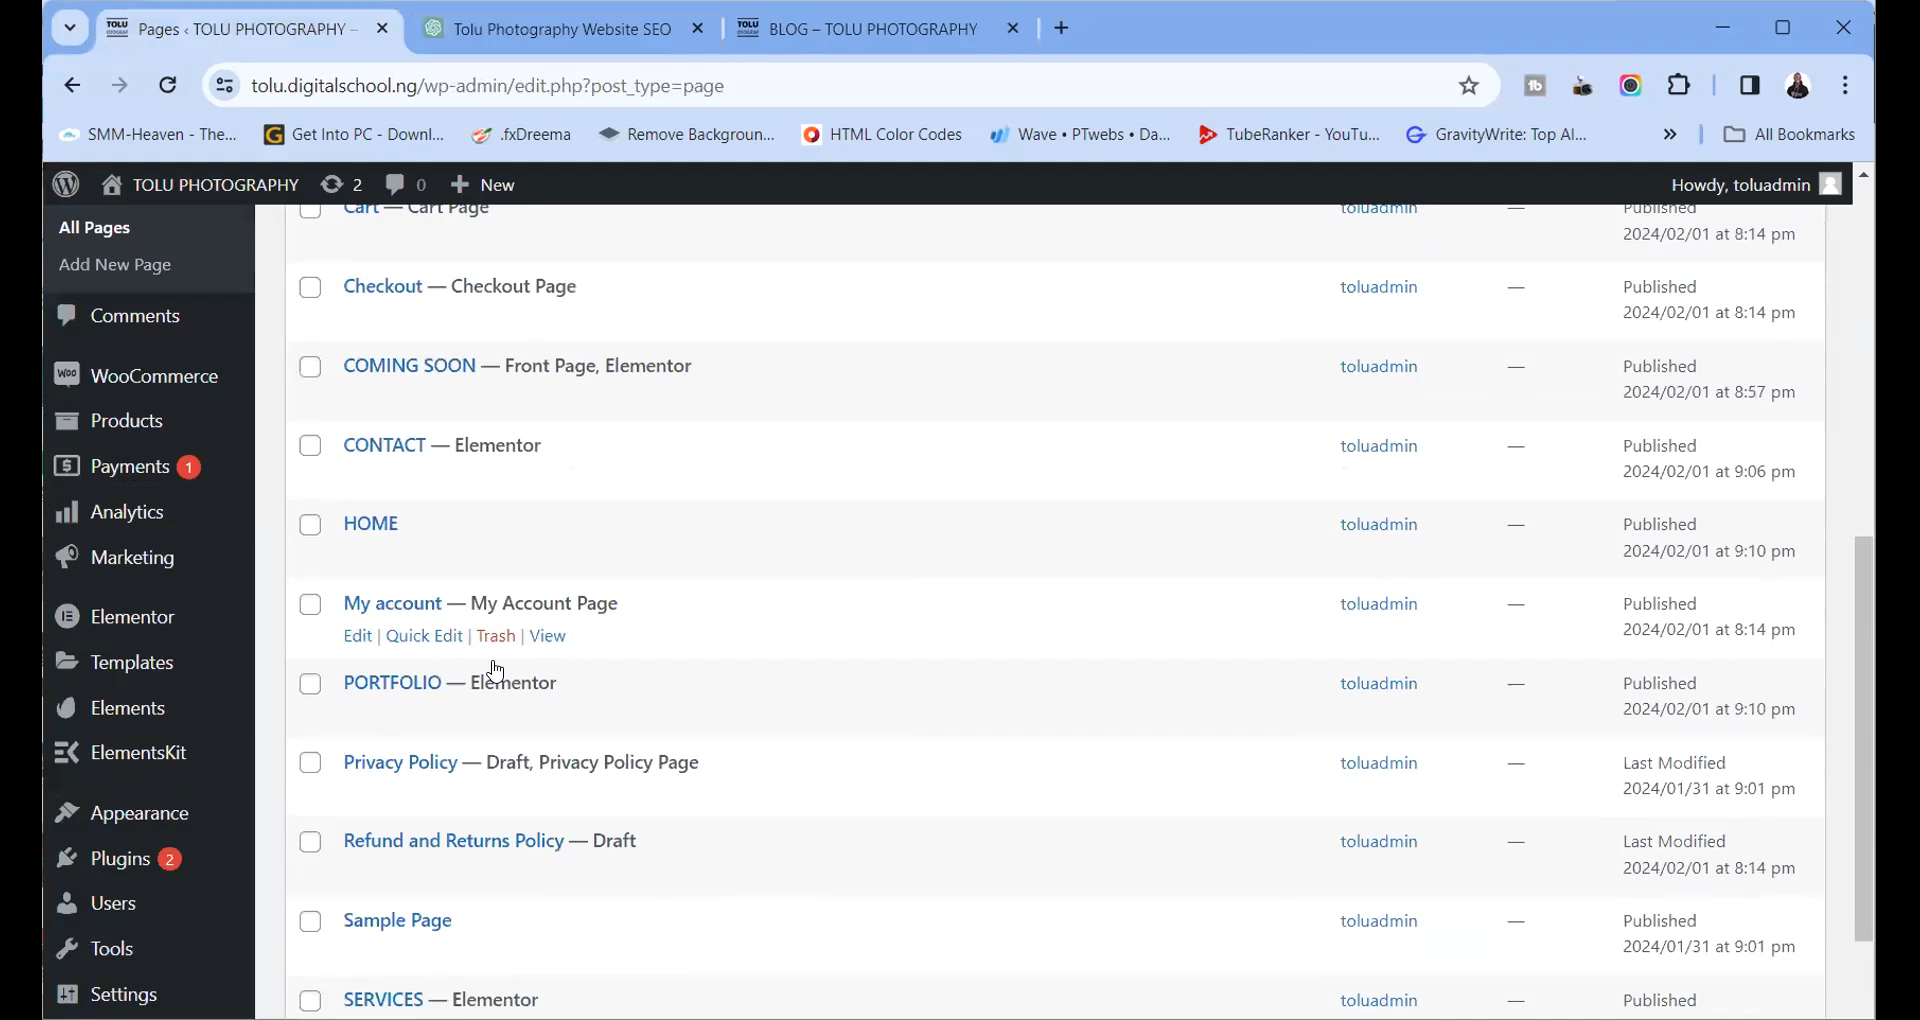 Pages ‹ TOLU PHOTOGRAPHY –
Tolu Photography Website SEO
BLOG – TOLU PHOTOGRAPHY
tolu.digitalschool.ng/wp-admin/edit.php?post_type=page
SMM-Heaven - The...
Get Into PC - Downl...
.fxDreema
Remove Backgroun...
HTML Color Codes
Wave • PTwebs • Da...
TubeRanker - YouTu...
GravityWrite: Top Al...
»
All Bookmarks
TOLU PHOTOGRAPHY
2
0
New
Howdy, toluadmin
All Pages
Add New Page
Comments
WooCommerce
Products
Payments 1
Analytics
Marketing
Elementor
Templates
Elements
ElementsKit
Appearance
Plugins 2
Users
Tools
Settings
Cart — Cart Page
toluadmin
—
Published
2024/02/01 at 8:14 pm
Checkout — Checkout Page
toluadmin
—
Published
2024/02/01 at 8:14 pm
COMING SOON — Front Page, Elementor
toluadmin
—
Published
2024/02/01 at 8:57 pm
CONTACT — Elementor
toluadmin
—
Published
2024/02/01 at 9:06 pm
HOME
toluadmin
—
Published
2024/02/01 at 9:10 pm
My account — My Account Page
Edit | Quick Edit | Trash | View
toluadmin
—
Published
2024/02/01 at 8:14 pm
PORTFOLIO — Elementor
toluadmin
—
Published
2024/02/01 at 9:10 pm
Privacy Policy — Draft, Privacy Policy Page
toluadmin
—
Last Modified
2024/01/31 at 9:01 pm
Refund and Returns Policy — Draft
toluadmin
—
Last Modified
2024/02/01 at 8:14 pm
Sample Page
toluadmin
—
Published
2024/01/31 at 9:01 pm
SERVICES — Elementor
toluadmin
—
Published